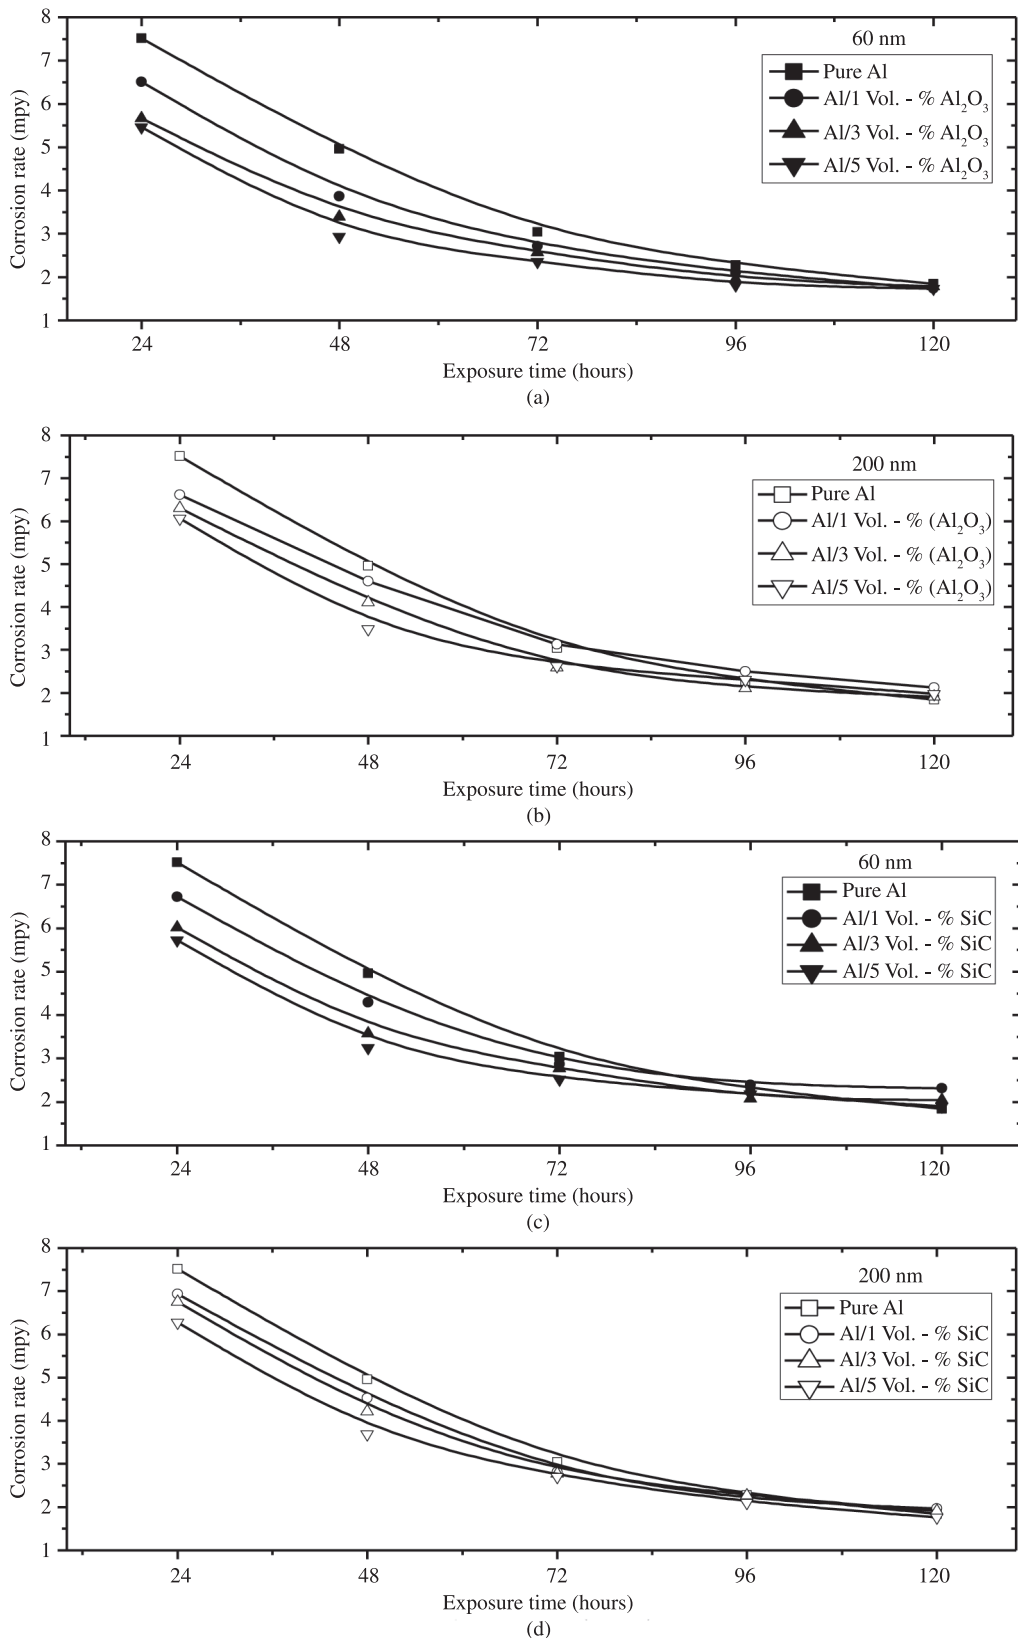 8
7
6
5
4
3
2
1
Corrosion rate (mpy)
60 nm
Pure Al
Al/1 Vol. - % Al₂O₃
Al/3 Vol. - % Al₂O₃
Al/5 Vol. - % Al₂O₃
24 48 72 96 120
Exposure time (hours)
(a)
8
7
6
5
4
3
2
1
Corrosion rate (mpy)
200 nm
Pure Al
Al/1 Vol. - % (Al₂O₃)
Al/3 Vol. - % (Al₂O₃)
Al/5 Vol. - % (Al₂O₃)
24 48 72 96 120
Exposure time (hours)
(b)
8
7
6
5
4
3
2
1
Corrosion rate (mpy)
60 nm
Pure Al
Al/1 Vol. - % SiC
Al/3 Vol. - % SiC
Al/5 Vol. - % SiC
24 48 72 96 120
Exposure time (hours)
(c)
8
7
6
5
4
3
2
1
Corrosion rate (mpy)
200 nm
Pure Al
Al/1 Vol. - % SiC
Al/3 Vol. - % SiC
Al/5 Vol. - % SiC
24 48 72 96 120
Exposure time (hours)
(d)